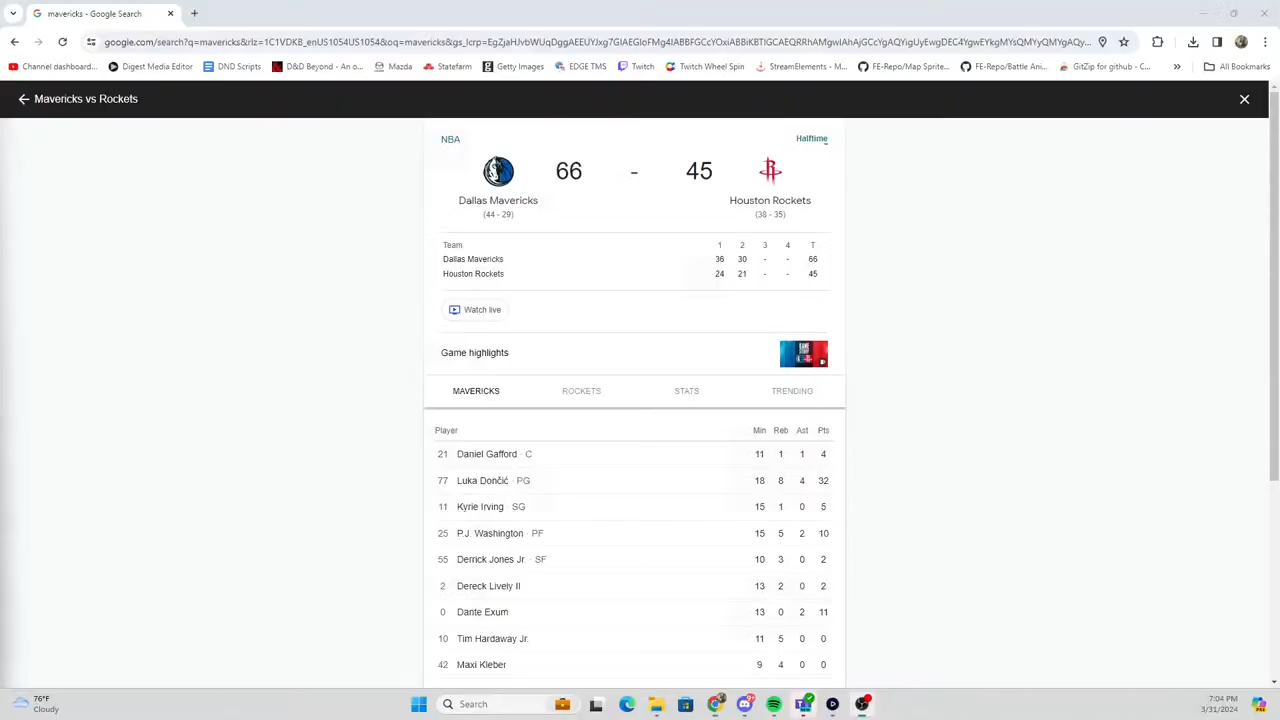 mavericks - Google Search
google.com/search?q=mavericks&rlz=1C1VDKB_enUS1054US1054&oq=mavericks&gs_lcrp=
Channel dashboard... Digest Media Editor DND Scripts D&D Beyond - An o... Mazda Statefarm Getty Images EDGE TMS Twitch Twitch Wheel Spin StreamElements - M... FE-Repo/Map Sprite... FE-Repo/Battle Ani... GitZip for github - C... » All Bookmarks
Mavericks vs Rockets
NBA Halftime
66 - 45
Dallas Mavericks Houston Rockets
(44 - 29) (38 - 35)
Team 1 2 3 4 T
Dallas Mavericks 36 30 - - 66
Houston Rockets 24 21 - - 45
Watch live
Game highlights
MAVERICKS ROCKETS STATS TRENDING
Player Min Reb Ast Pts
21 Daniel Gafford · C 11 1 1 4
77 Luka Dončić · PG 18 8 4 32
11 Kyrie Irving · SG 15 1 0 5
25 P.J. Washington · PF 15 5 2 10
55 Derrick Jones Jr. · SF 10 3 0 2
2 Dereck Lively II 13 2 0 2
0 Dante Exum 13 0 2 11
10 Tim Hardaway Jr. 11 5 0 0
42 Maxi Kleber 9 4 0 0
76°F
Cloudy
Search
7:04 PM
3/31/2024